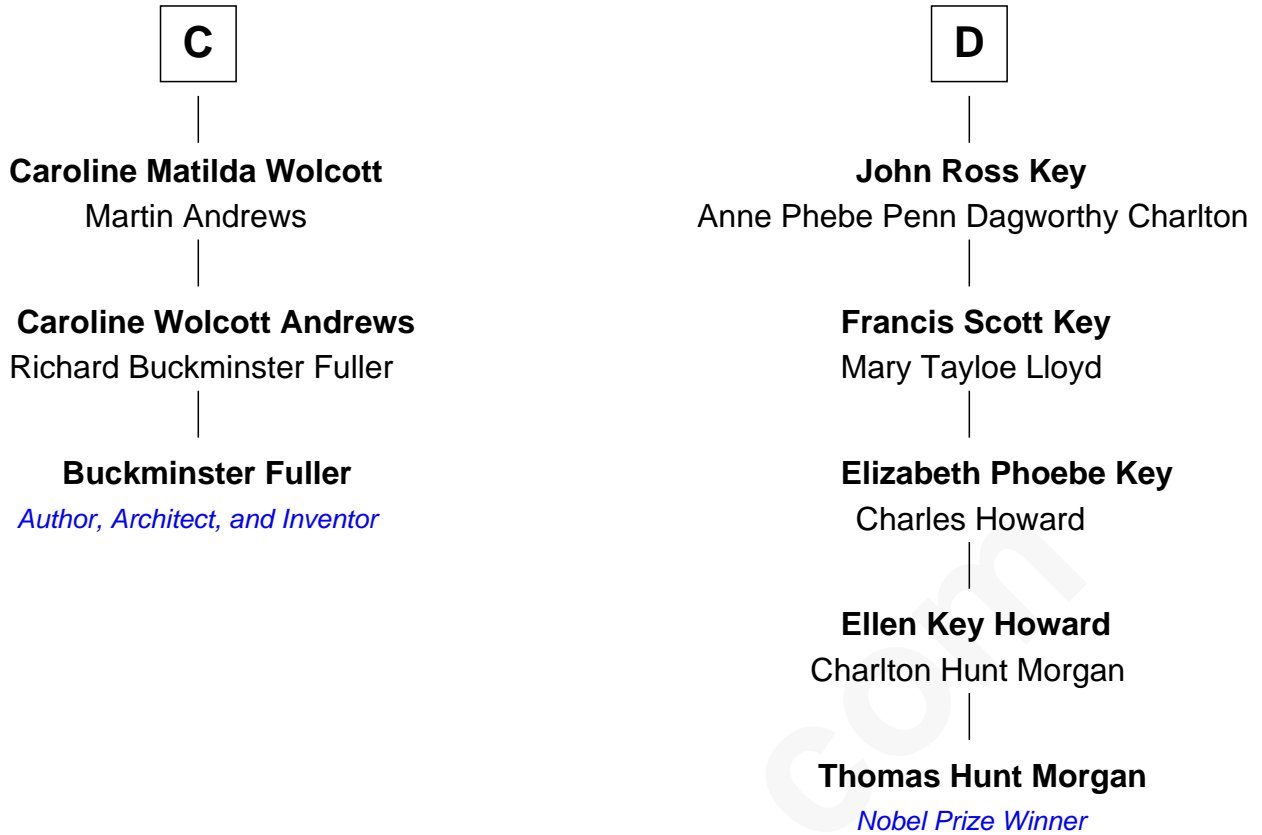 C
Caroline Matilda Wolcott
Martin Andrews
Caroline Wolcott Andrews
Richard Buckminster Fuller
Buckminster Fuller
Author, Architect, and Inventor
D
John Ross Key
Anne Phebe Penn Dagworthy Charlton
Francis Scott Key
Mary Tayloe Lloyd
Elizabeth Phoebe Key
Charles Howard
Ellen Key Howard
Charlton Hunt Morgan
Thomas Hunt Morgan
Nobel Prize Winner
com